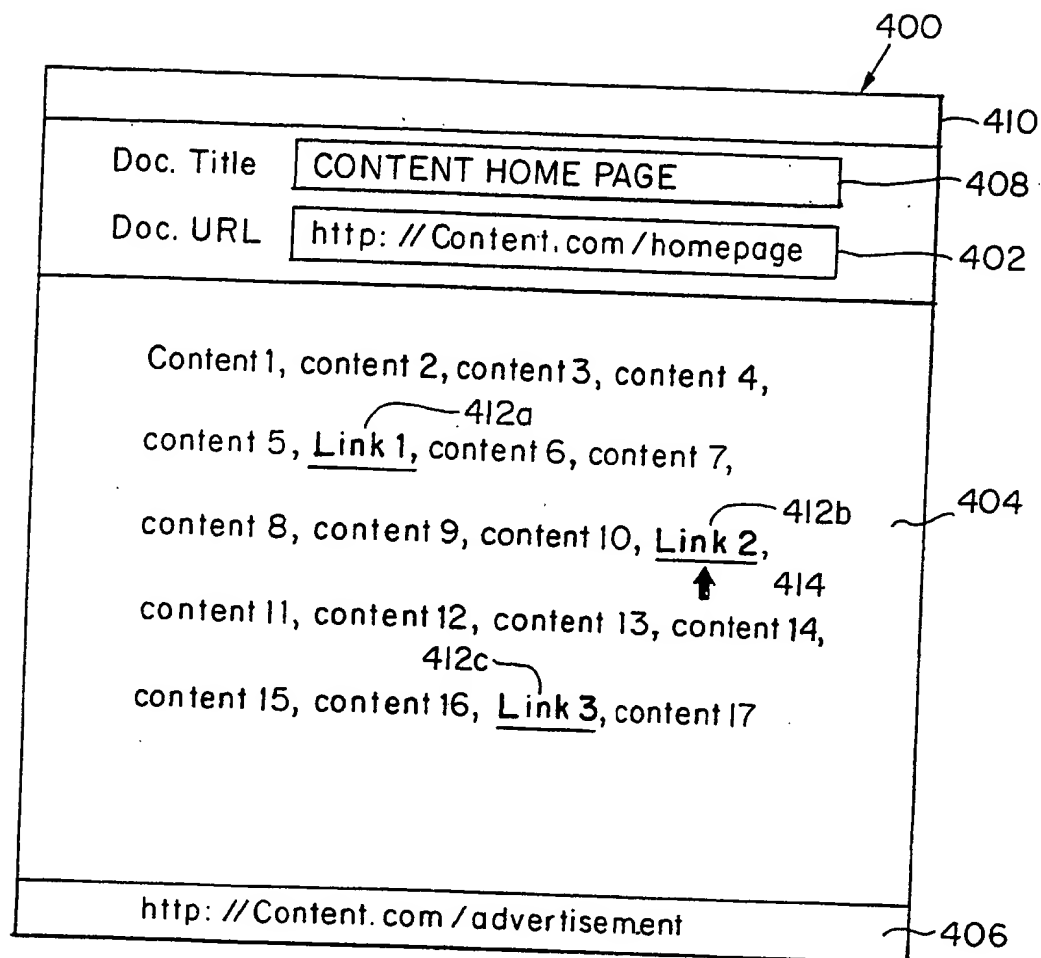 400
410
Doc. Title CONTENT HOME PAGE 408
Doc. URL http: //Content.com/homepage 402
Content 1, content 2, content 3, content 4,
412a
content 5, Link 1, content 6, content 7,
412b
404
content 8, content 9, content 10, Link 2,
414
content 11, content 12, content 13, content 14,
412c
content 15, content 16, Link 3, content 17
http: //Content.com/advertisement 406